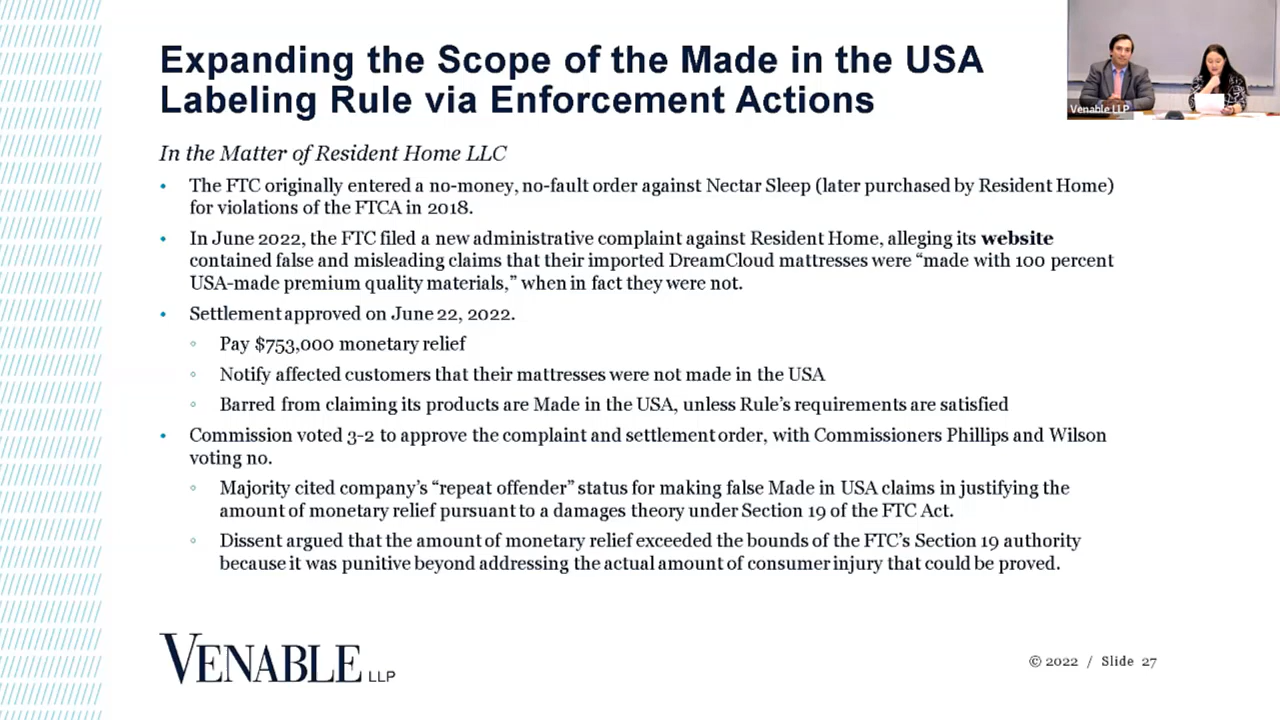 Expanding the Scope of the Made in the USA
Labeling Rule via Enforcement Actions
Venable LLP
In the Matter of Resident Home LLC
• The FTC originally entered a no-money, no-fault order against Nectar Sleep (later purchased by Resident Home)
for violations of the FTCA in 2018.
• In June 2022, the FTC filed a new administrative complaint against Resident Home, alleging its website
contained false and misleading claims that their imported DreamCloud mattresses were “made with 100 percent
USA-made premium quality materials,” when in fact they were not.
• Settlement approved on June 22, 2022.
◦ Pay $753,000 monetary relief
◦ Notify affected customers that their mattresses were not made in the USA
◦ Barred from claiming its products are Made in the USA, unless Rule’s requirements are satisfied
• Commission voted 3-2 to approve the complaint and settlement order, with Commissioners Phillips and Wilson
voting no.
◦ Majority cited company’s “repeat offender” status for making false Made in USA claims in justifying the
amount of monetary relief pursuant to a damages theory under Section 19 of the FTC Act.
◦ Dissent argued that the amount of monetary relief exceeded the bounds of the FTC’s Section 19 authority
because it was punitive beyond addressing the actual amount of consumer injury that could be proved.
VENABLE LLP
© 2022 / Slide 27